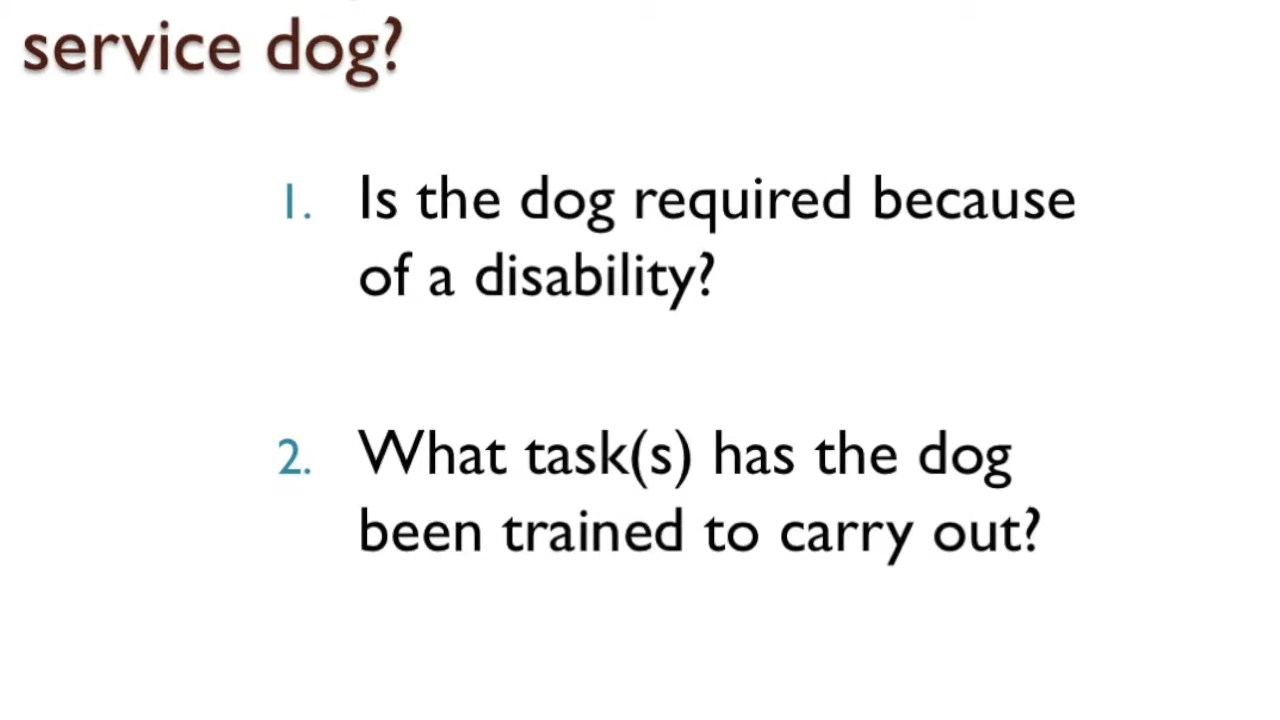 service dog?
1. Is the dog required because
of a disability?
2. What task(s) has the dog
been trained to carry out?